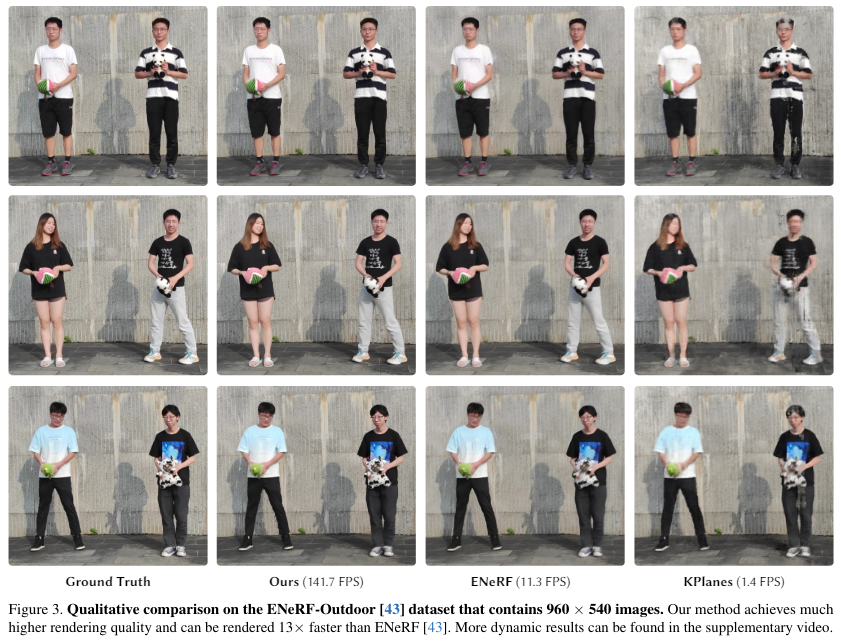 Ground Truth
Ours (141.7 FPS)
ENeRF (11.3 FPS)
KPlanes (1.4 FPS)
Figure 3. Qualitative comparison on the ENeRF-Outdoor [43] dataset that contains 960 × 540 images. Our method achieves much
higher rendering quality and can be rendered 13× faster than ENeRF [43]. More dynamic results can be found in the supplementary video.